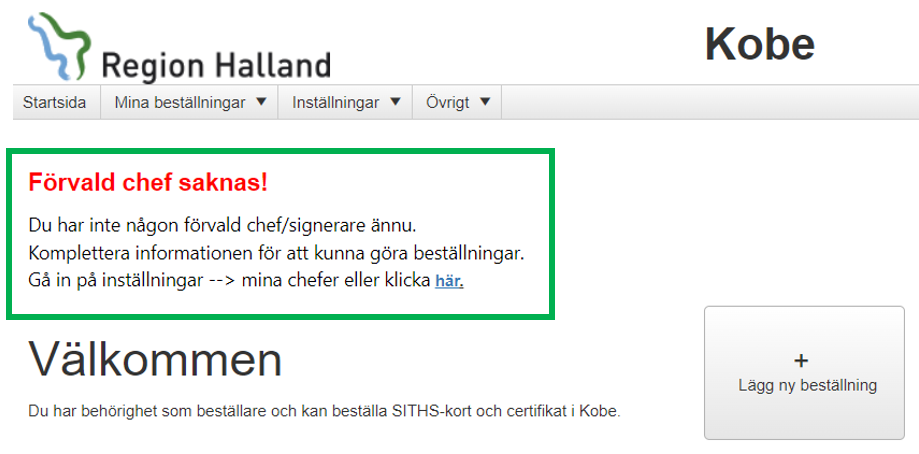 Region Halland
Kobe
Startsida Mina beställningar ▼ Inställningar ▼ Övrigt ▼
Förvald chef saknas!
Du har inte någon förvald chef/signerare ännu.
Komplettera informationen för att kunna göra beställningar.
Gå in på inställningar --> mina chefer eller klicka här.
Välkommen
+
Lägg ny beställning
Du har behörighet som beställare och kan beställa SITHS-kort och certifikat i Kobe.